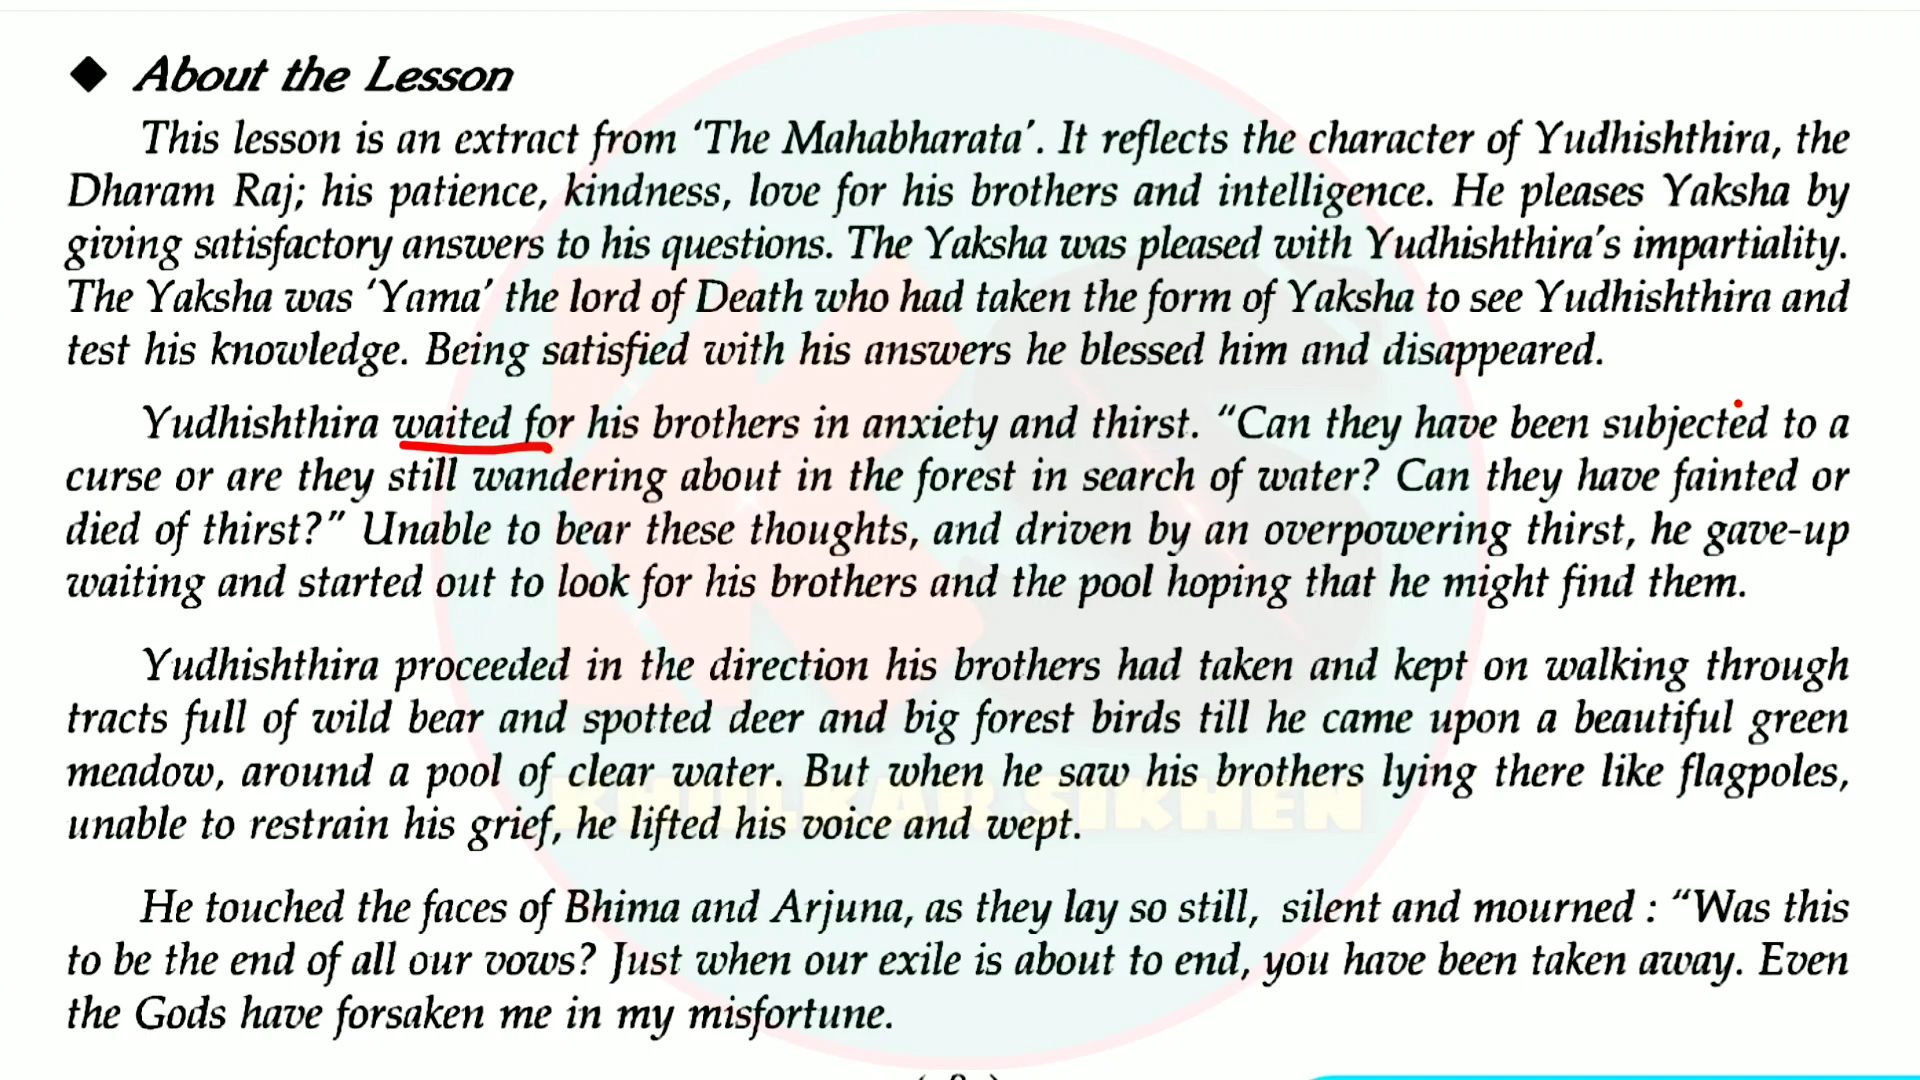 ◆ About the Lesson
This lesson is an extract from ‘The Mahabharata’. It reflects the character of Yudhishthira, the
Dharam Raj; his patience, kindness, love for his brothers and intelligence. He pleases Yaksha by
giving satisfactory answers to his questions. The Yaksha was pleased with Yudhishthira’s impartiality.
The Yaksha was ‘Yama’ the lord of Death who had taken the form of Yaksha to see Yudhishthira and
test his knowledge. Being satisfied with his answers he blessed him and disappeared.
Yudhishthira waited for his brothers in anxiety and thirst. “Can they have been subjected to a
curse or are they still wandering about in the forest in search of water? Can they have fainted or
died of thirst?” Unable to bear these thoughts, and driven by an overpowering thirst, he gave-up
waiting and started out to look for his brothers and the pool hoping that he might find them.
Yudhishthira proceeded in the direction his brothers had taken and kept on walking through
tracts full of wild bear and spotted deer and big forest birds till he came upon a beautiful green
meadow, around a pool of clear water. But when he saw his brothers lying there like flagpoles,
KHULKAR SIKHEN
unable to restrain his grief, he lifted his voice and wept.
He touched the faces of Bhima and Arjuna, as they lay so still, silent and mourned : “Was this
to be the end of all our vows? Just when our exile is about to end, you have been taken away. Even
the Gods have forsaken me in my misfortune.